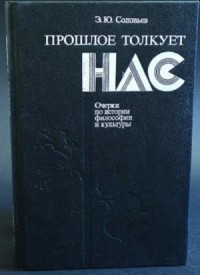 Э. Ю. Соловьев
ПРОШЛОЕ ТОЛКУЕТ
НАС
Очерки
по истории
философии
и культуры